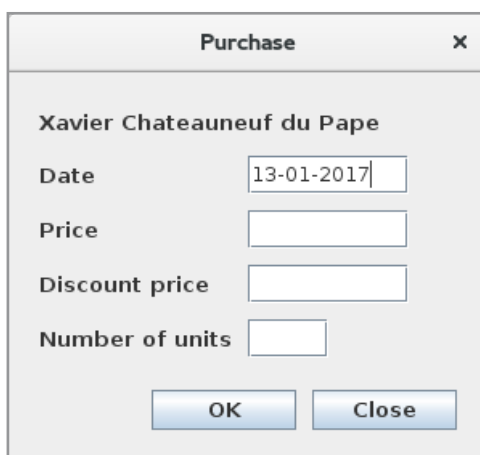 Purchase ×
Xavier Chateauneuf du Pape
Date 13-01-2017
Price
Discount price
Number of units
OK Close